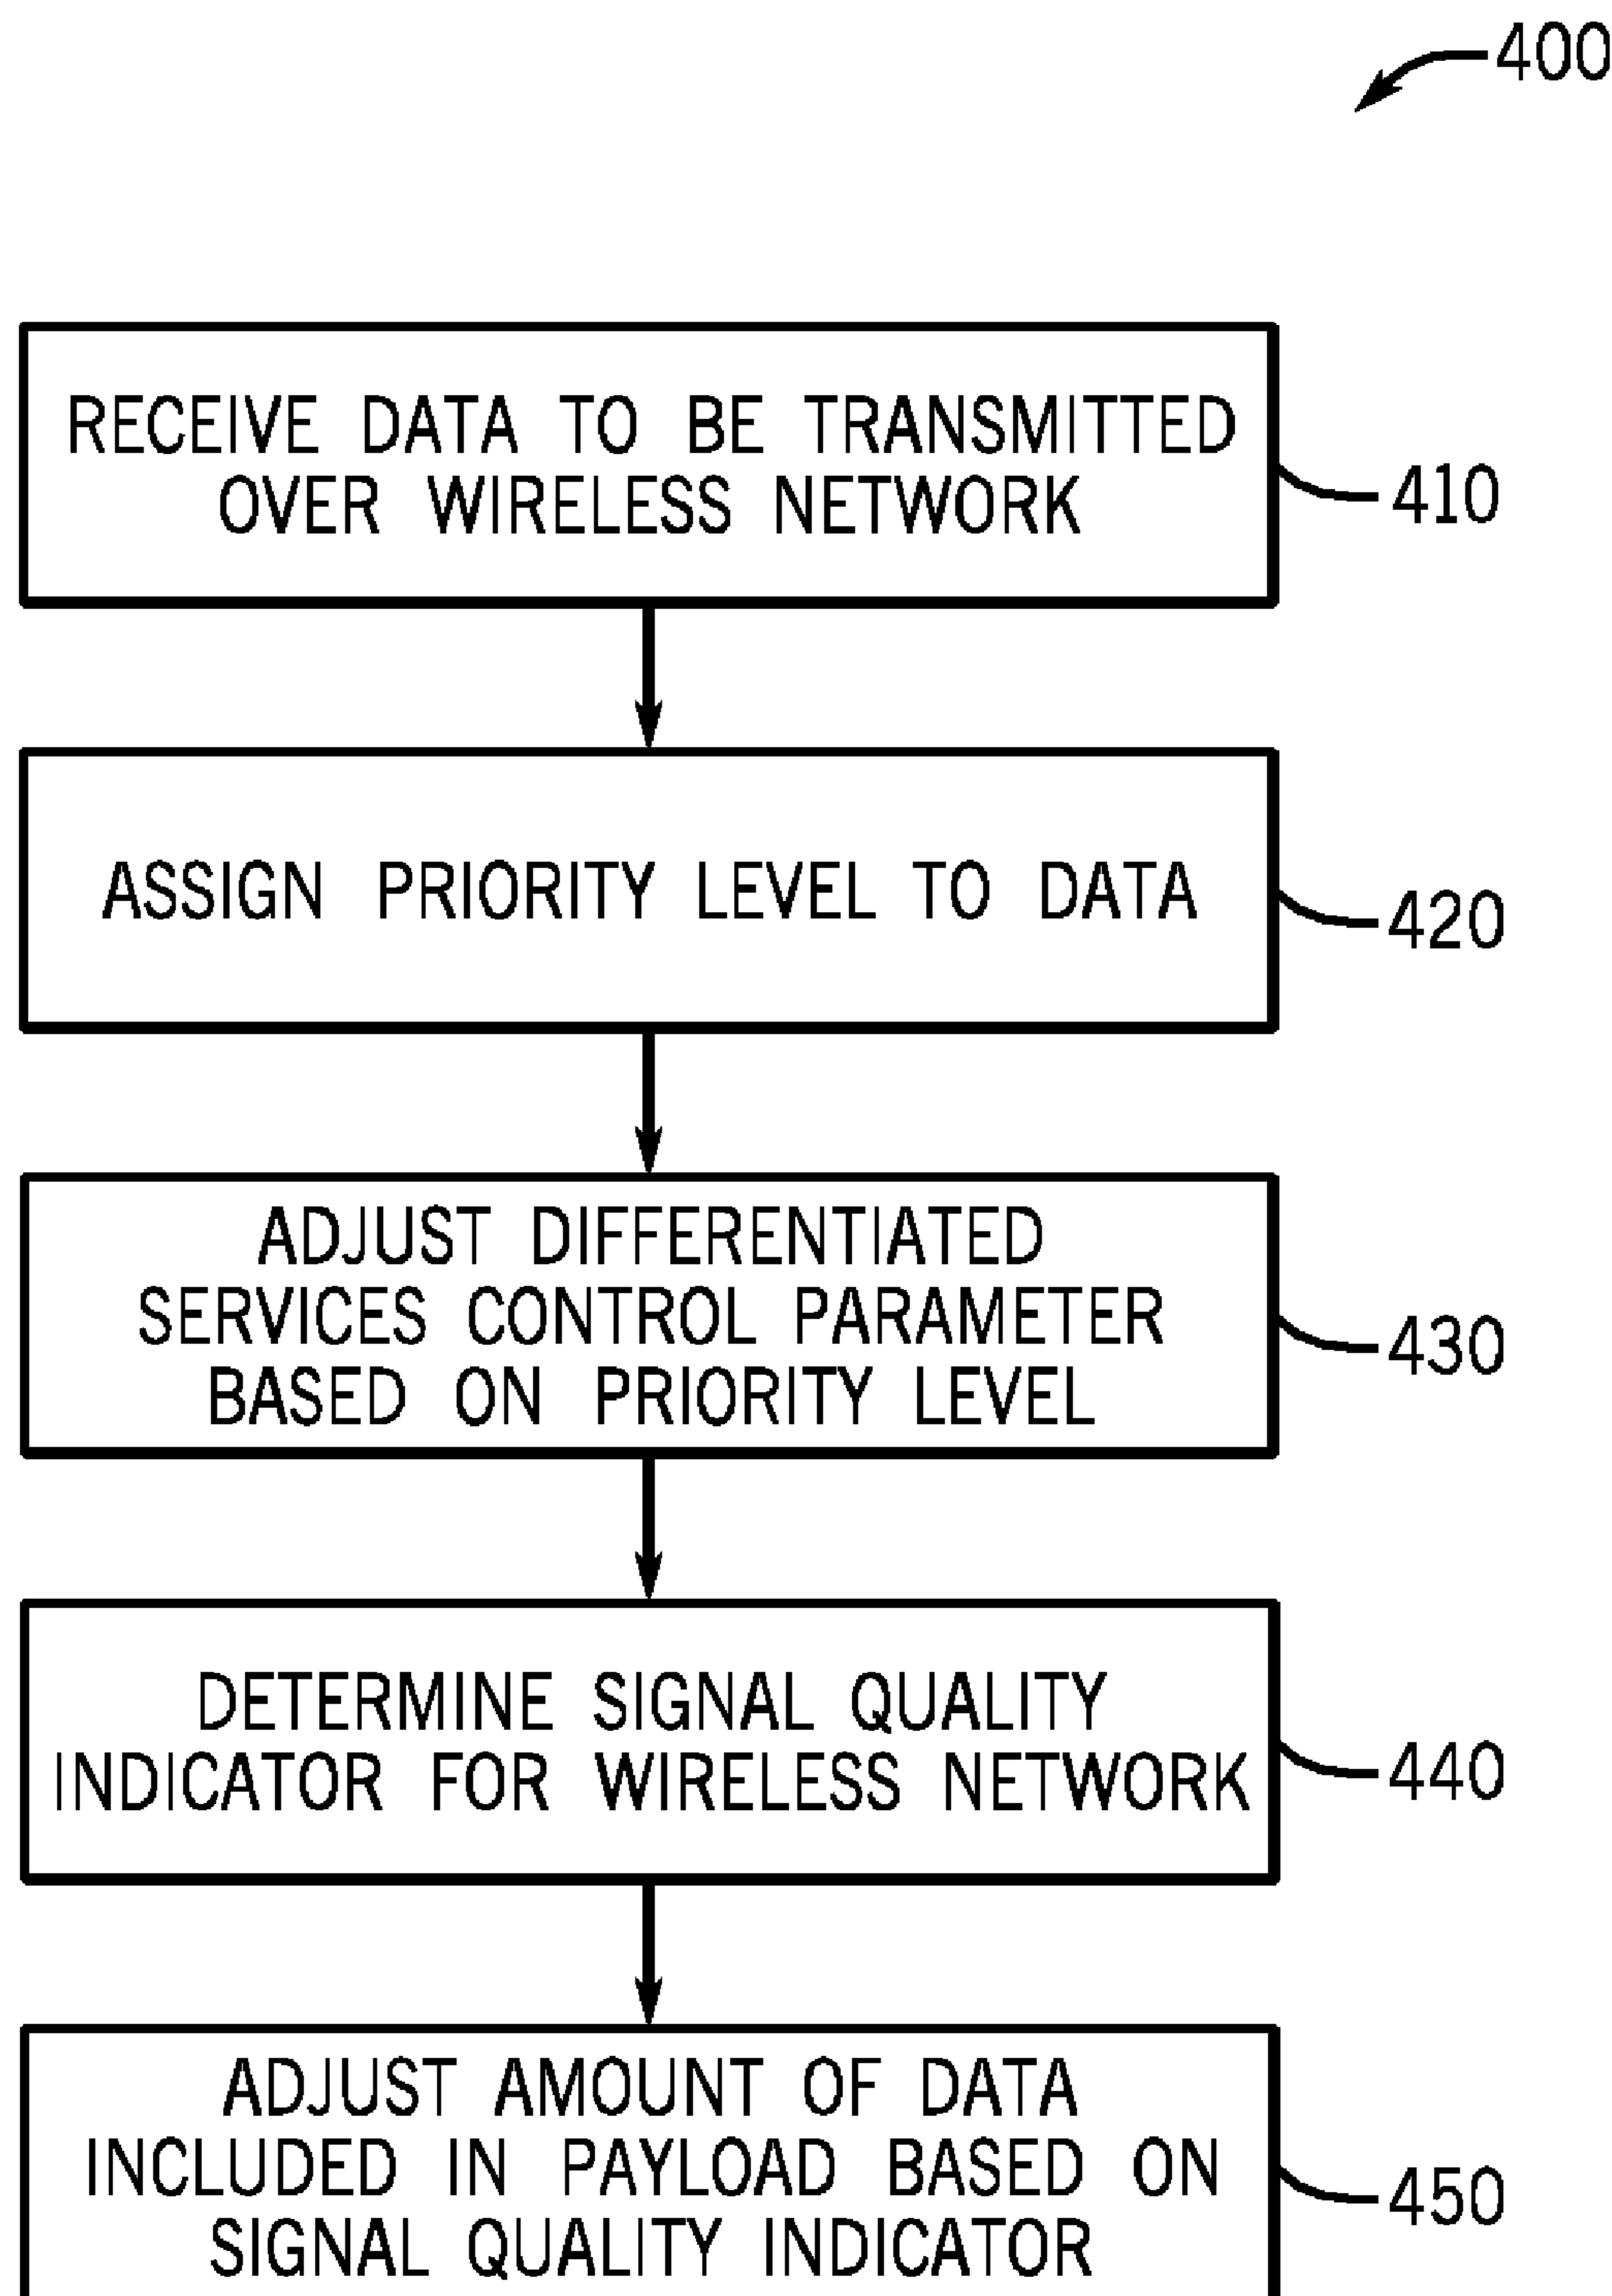 400
RECEIVE DATA TO BE TRANSMITTED
OVER WIRELESS NETWORK
410
ASSIGN PRIORITY LEVEL TO DATA
420
ADJUST DIFFERENTIATED
SERVICES CONTROL PARAMETER
BASED ON PRIORITY LEVEL
430
DETERMINE SIGNAL QUALITY
INDICATOR FOR WIRELESS NETWORK
440
ADJUST AMOUNT OF DATA
INCLUDED IN PAYLOAD BASED ON
SIGNAL QUALITY INDICATOR
450